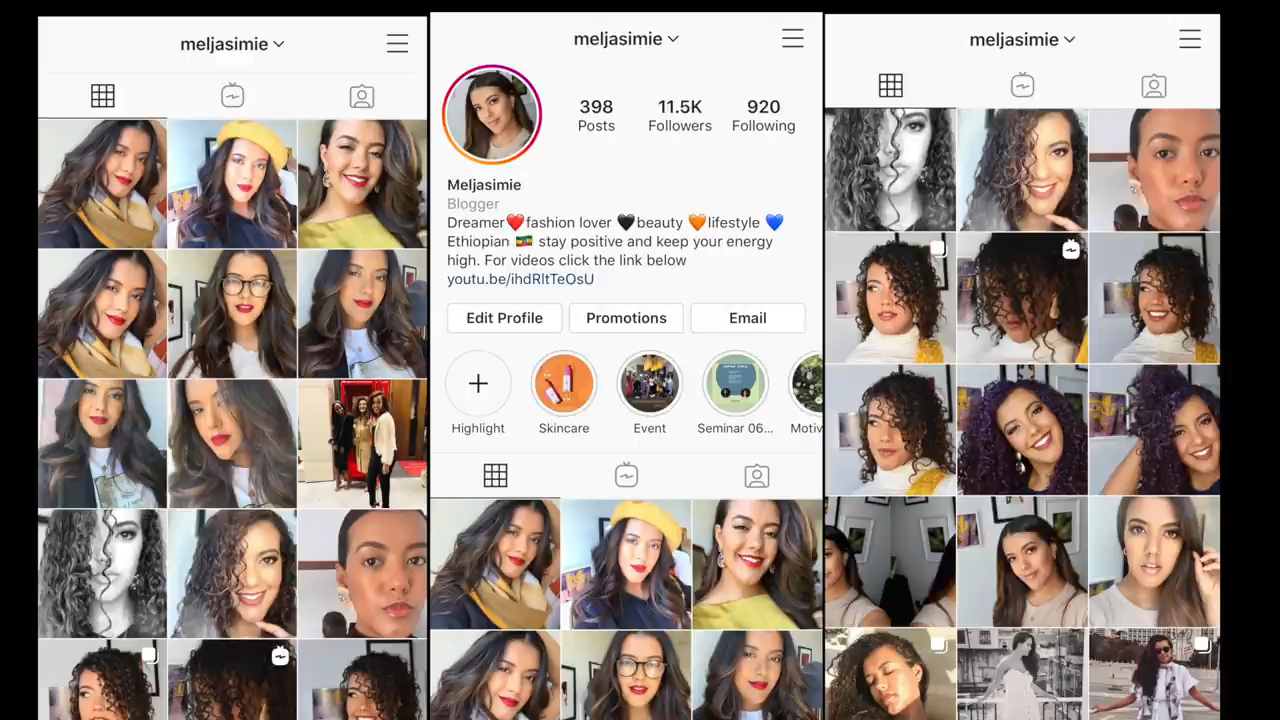 meljasimie
meljasimie
398
Posts
11.5K
Followers
920
Following
Meljasimie
Blogger
Dreamer❤️fashion lover 🖤beauty 🧡lifestyle 💙
Ethiopian 🇪🇹 stay positive and keep your energy
high. For videos click the link below
youtu.be/ihdRltTeOsU
Edit Profile
Promotions
Email
Highlight
Skincare
Event
Seminar 06...
Motiv
meljasimie